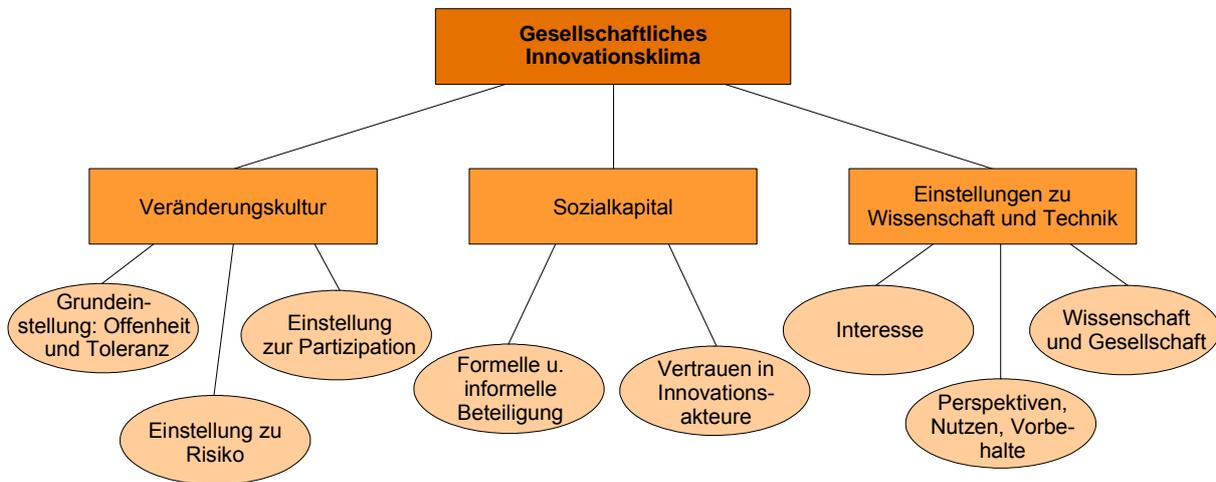 Gesellschaftliches
Innovationsklima
Veränderungskultur
Sozialkapital
Einstellungen zu
Wissenschaft und Technik
Grundein-
stellung: Offenheit
und Toleranz
Einstellung zu
Risiko
Einstellung
zur Partizipation
Formelle u.
informelle
Beteiligung
Vertrauen in
Innovations-
akteure
Interesse
Perspektiven,
Nutzen, Vorbe-
halte
Wissenschaft
und Gesellschaft